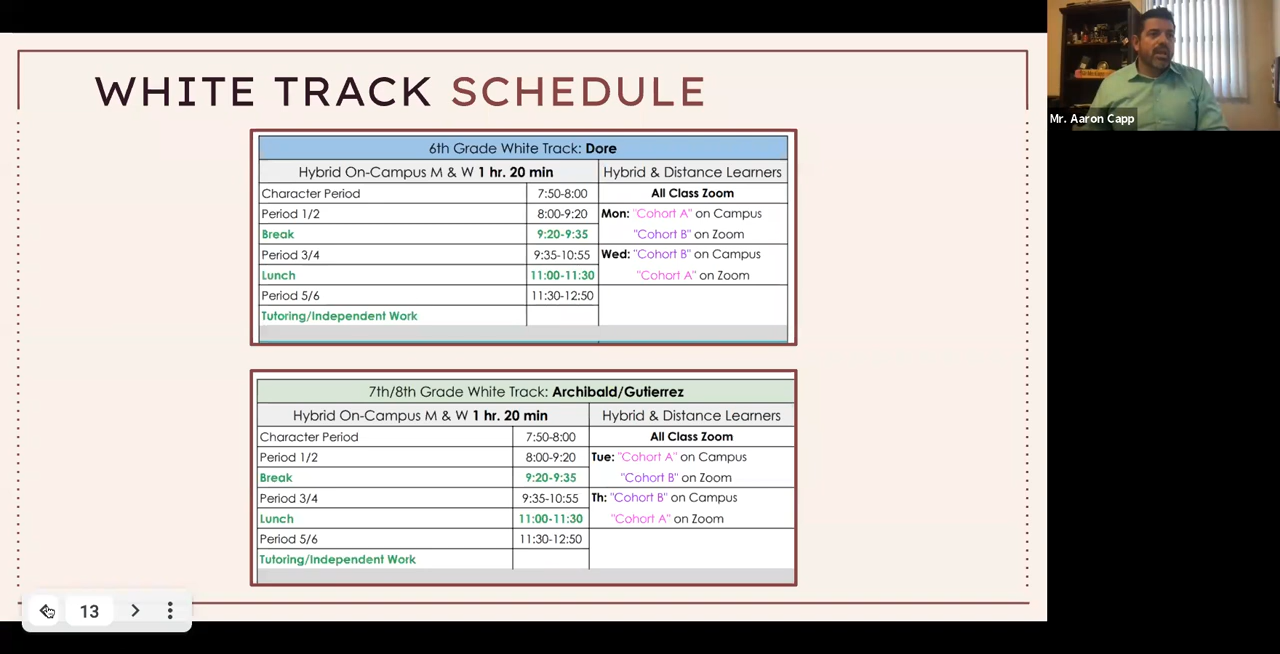 WHITE TRACK SCHEDULE
Mr. Aaron Capp
6th Grade White Track: Dore
Hybrid On-Campus M & W 1 hr. 20 min Hybrid & Distance Learners
Character Period 7:50-8:00 All Class Zoom
Period 1/2 8:00-9:20 Mon: "Cohort A" on Campus
Break 9:20-9:35 "Cohort B" on Zoom
Period 3/4 9:35-10:55 Wed: "Cohort B" on Campus
Lunch 11:00-11:30 "Cohort A" on Zoom
Period 5/6 11:30-12:50
Tutoring/Independent Work
7th/8th Grade White Track: Archibald/Gutierrez
Hybrid On-Campus M & W 1 hr. 20 min Hybrid & Distance Learners
Character Period 7:50-8:00 All Class Zoom
Period 1/2 8:00-9:20 Tue: "Cohort A" on Campus
Break 9:20-9:35 "Cohort B" on Zoom
Period 3/4 9:35-10:55 Th: "Cohort B" on Campus
Lunch 11:00-11:30 "Cohort A" on Zoom
Period 5/6 11:30-12:50
Tutoring/Independent Work
13